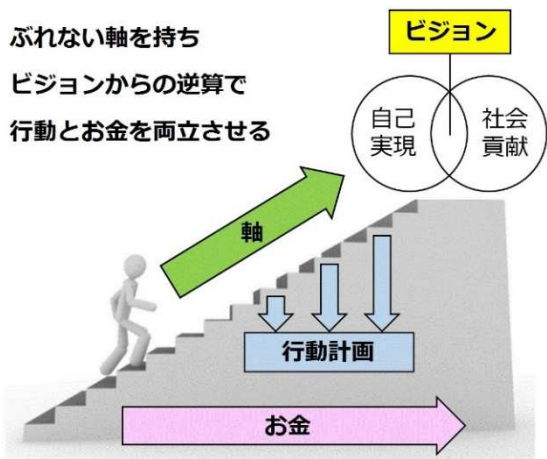 ぶれない軸を持ち
ビジョンからの逆算で
行動とお金を両立させる
ビジョン
自己
実現
社会
貢献
軸
行動計画
お金